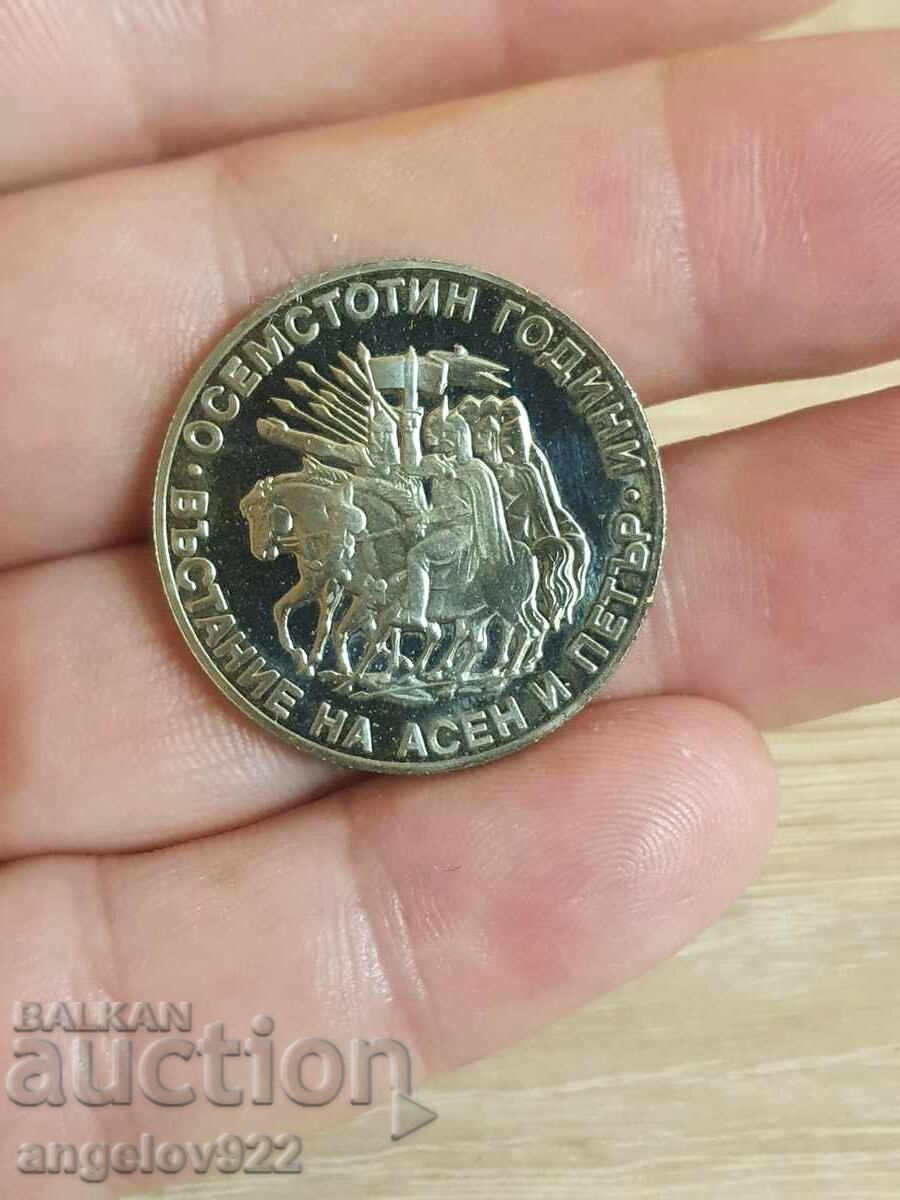 ОСЕМСТОТИН ГОДИНИ ·
ВЪСТАНИЕ НА АСЕН И ПЕТЪР ·
BALKAN
auction
angelov922